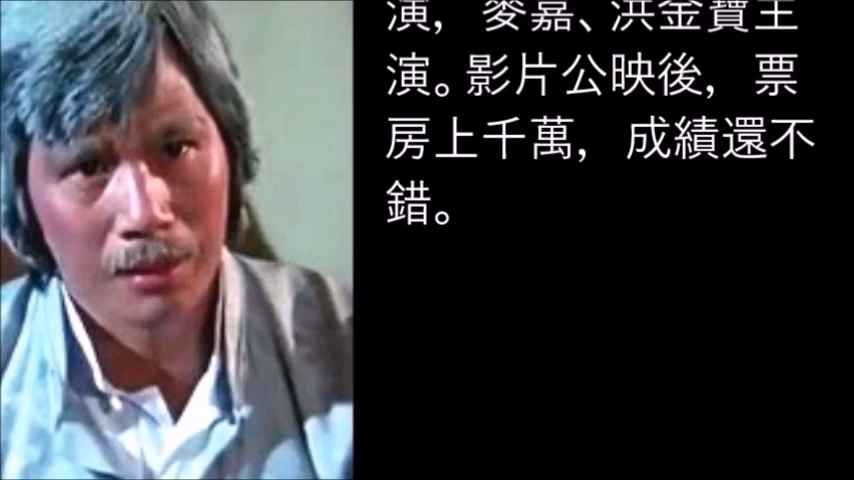 演， 麥嘉、洪金寶主
演。影片公映後， 票
房上千萬， 成績還不
錯。